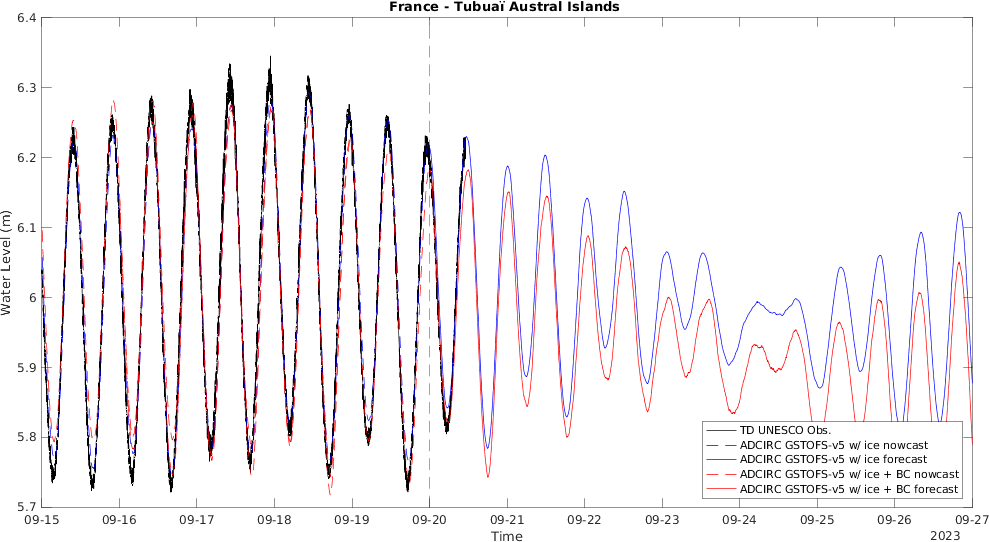 France - Tubuaï Austral Islands
Water Level (m)
6.4
6.3
6.2
6.1
6
5.9
5.8
5.7
09-15 09-16 09-17 09-18 09-19 09-20 09-21 09-22 09-23 09-24 09-25 09-26 09-27
Time
2023
TD UNESCO Obs.
ADCIRC GSTOFS-v5 w/ ice nowcast
ADCIRC GSTOFS-v5 w/ ice forecast
ADCIRC GSTOFS-v5 w/ ice + BC nowcast
ADCIRC GSTOFS-v5 w/ ice + BC forecast